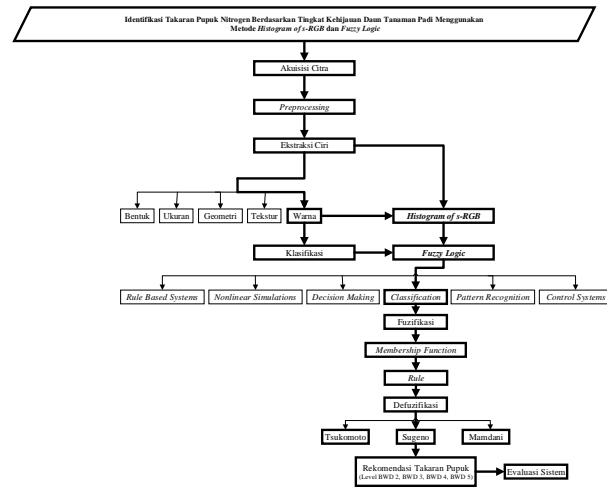 Identifikasi Takaran Pupuk Nitrogen Berdasarkan Tingkat Kehijauan Daun Tanaman Padi Menggunakan
Metode Histogram of s-RGB dan Fuzzy Logic
Akuisisi Citra
Preprocessing
Ekstraksi Ciri
Bentuk
Ukuran
Geometri
Tekstur
Warna
Histogram of s-RGB
Klasifikasi
Fuzzy Logic
Rule Based Systems
Nonlinear Simulations
Decision Making
Classification
Pattern Recognition
Control Systems
Fuzifikasi
Membership Function
Rule
Defuzifikasi
Tsukomoto
Sugeno
Mamdani
Rekomendasi Takaran Pupuk
(Level BWD 2, BWD 3, BWD 4, BWD 5)
Evaluasi Sistem